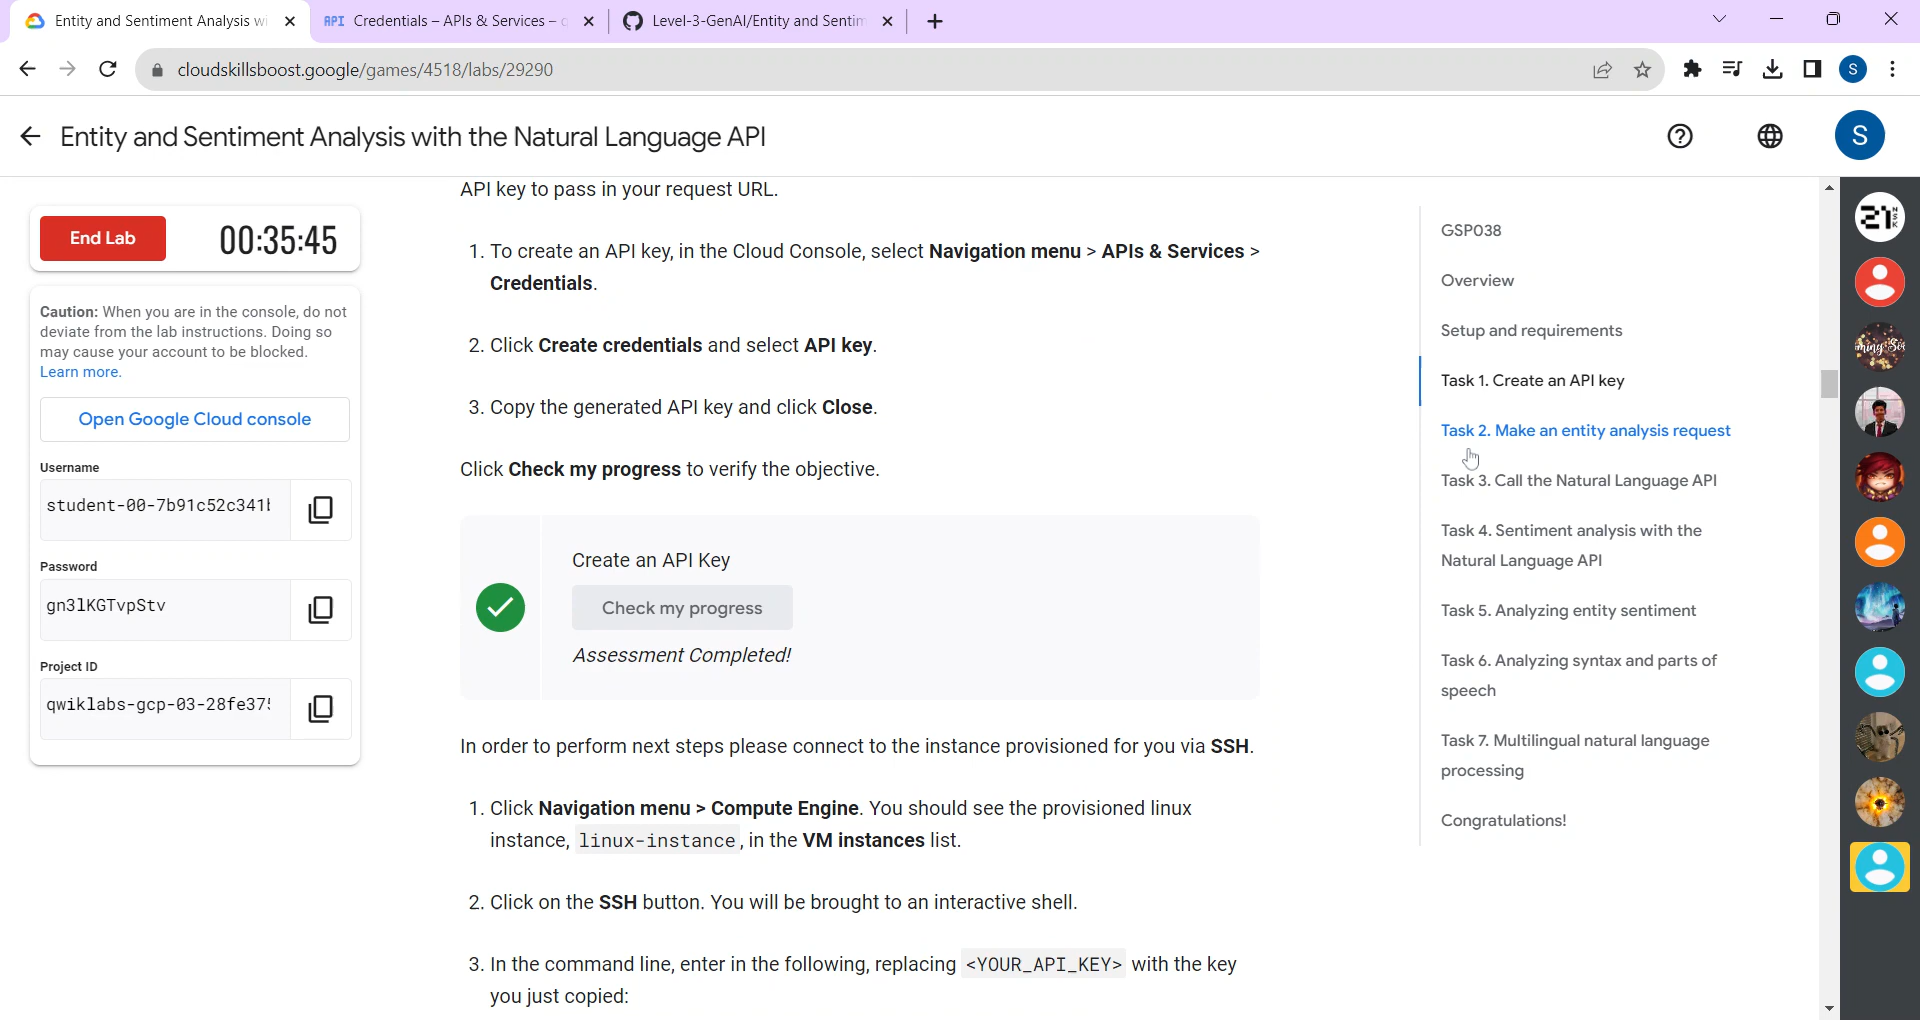 Entity and Sentiment Analysis wi
API Credentials – APIs & Services –
Level-3-GenAI/Entity and Sentim
cloudskillsboost.google/games/4518/labs/29290
S
Entity and Sentiment Analysis with the Natural Language API
S
End Lab
00:35:45
Caution: When you are in the console, do not
deviate from the lab instructions. Doing so
may cause your account to be blocked.
Learn more.
Open Google Cloud console
Username
student-00-7b91c52c341b
Password
gn3lKGTvpStv
Project ID
qwiklabs-gcp-03-28fe375
API key to pass in your request URL.
1. To create an API key, in the Cloud Console, select Navigation menu > APIs & Services >
Credentials.
2. Click Create credentials and select API key.
3. Copy the generated API key and click Close.
Click Check my progress to verify the objective.
Create an API Key
Check my progress
Assessment Completed!
In order to perform next steps please connect to the instance provisioned for you via SSH.
1. Click Navigation menu > Compute Engine. You should see the provisioned linux
instance, linux-instance, in the VM instances list.
2. Click on the SSH button. You will be brought to an interactive shell.
3. In the command line, enter in the following, replacing <YOUR_API_KEY> with the key
you just copied:
GSP038
Overview
Setup and requirements
Task 1. Create an API key
Task 2. Make an entity analysis request
Task 3. Call the Natural Language API
Task 4. Sentiment analysis with the
Natural Language API
Task 5. Analyzing entity sentiment
Task 6. Analyzing syntax and parts of
speech
Task 7. Multilingual natural language
processing
Congratulations!
21